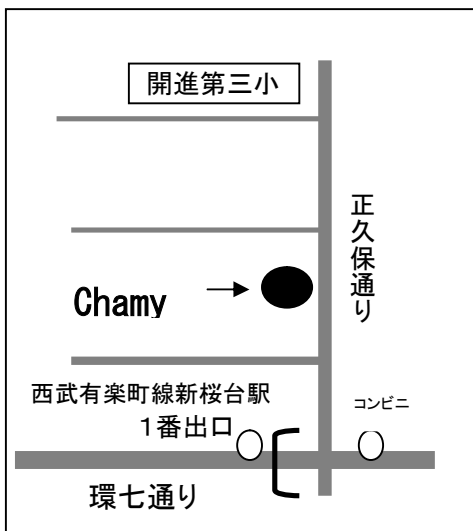 開進第三小
正久保通り
Chamy
西武有楽町線新桜台駅
1番出口
コンビニ
環七通り